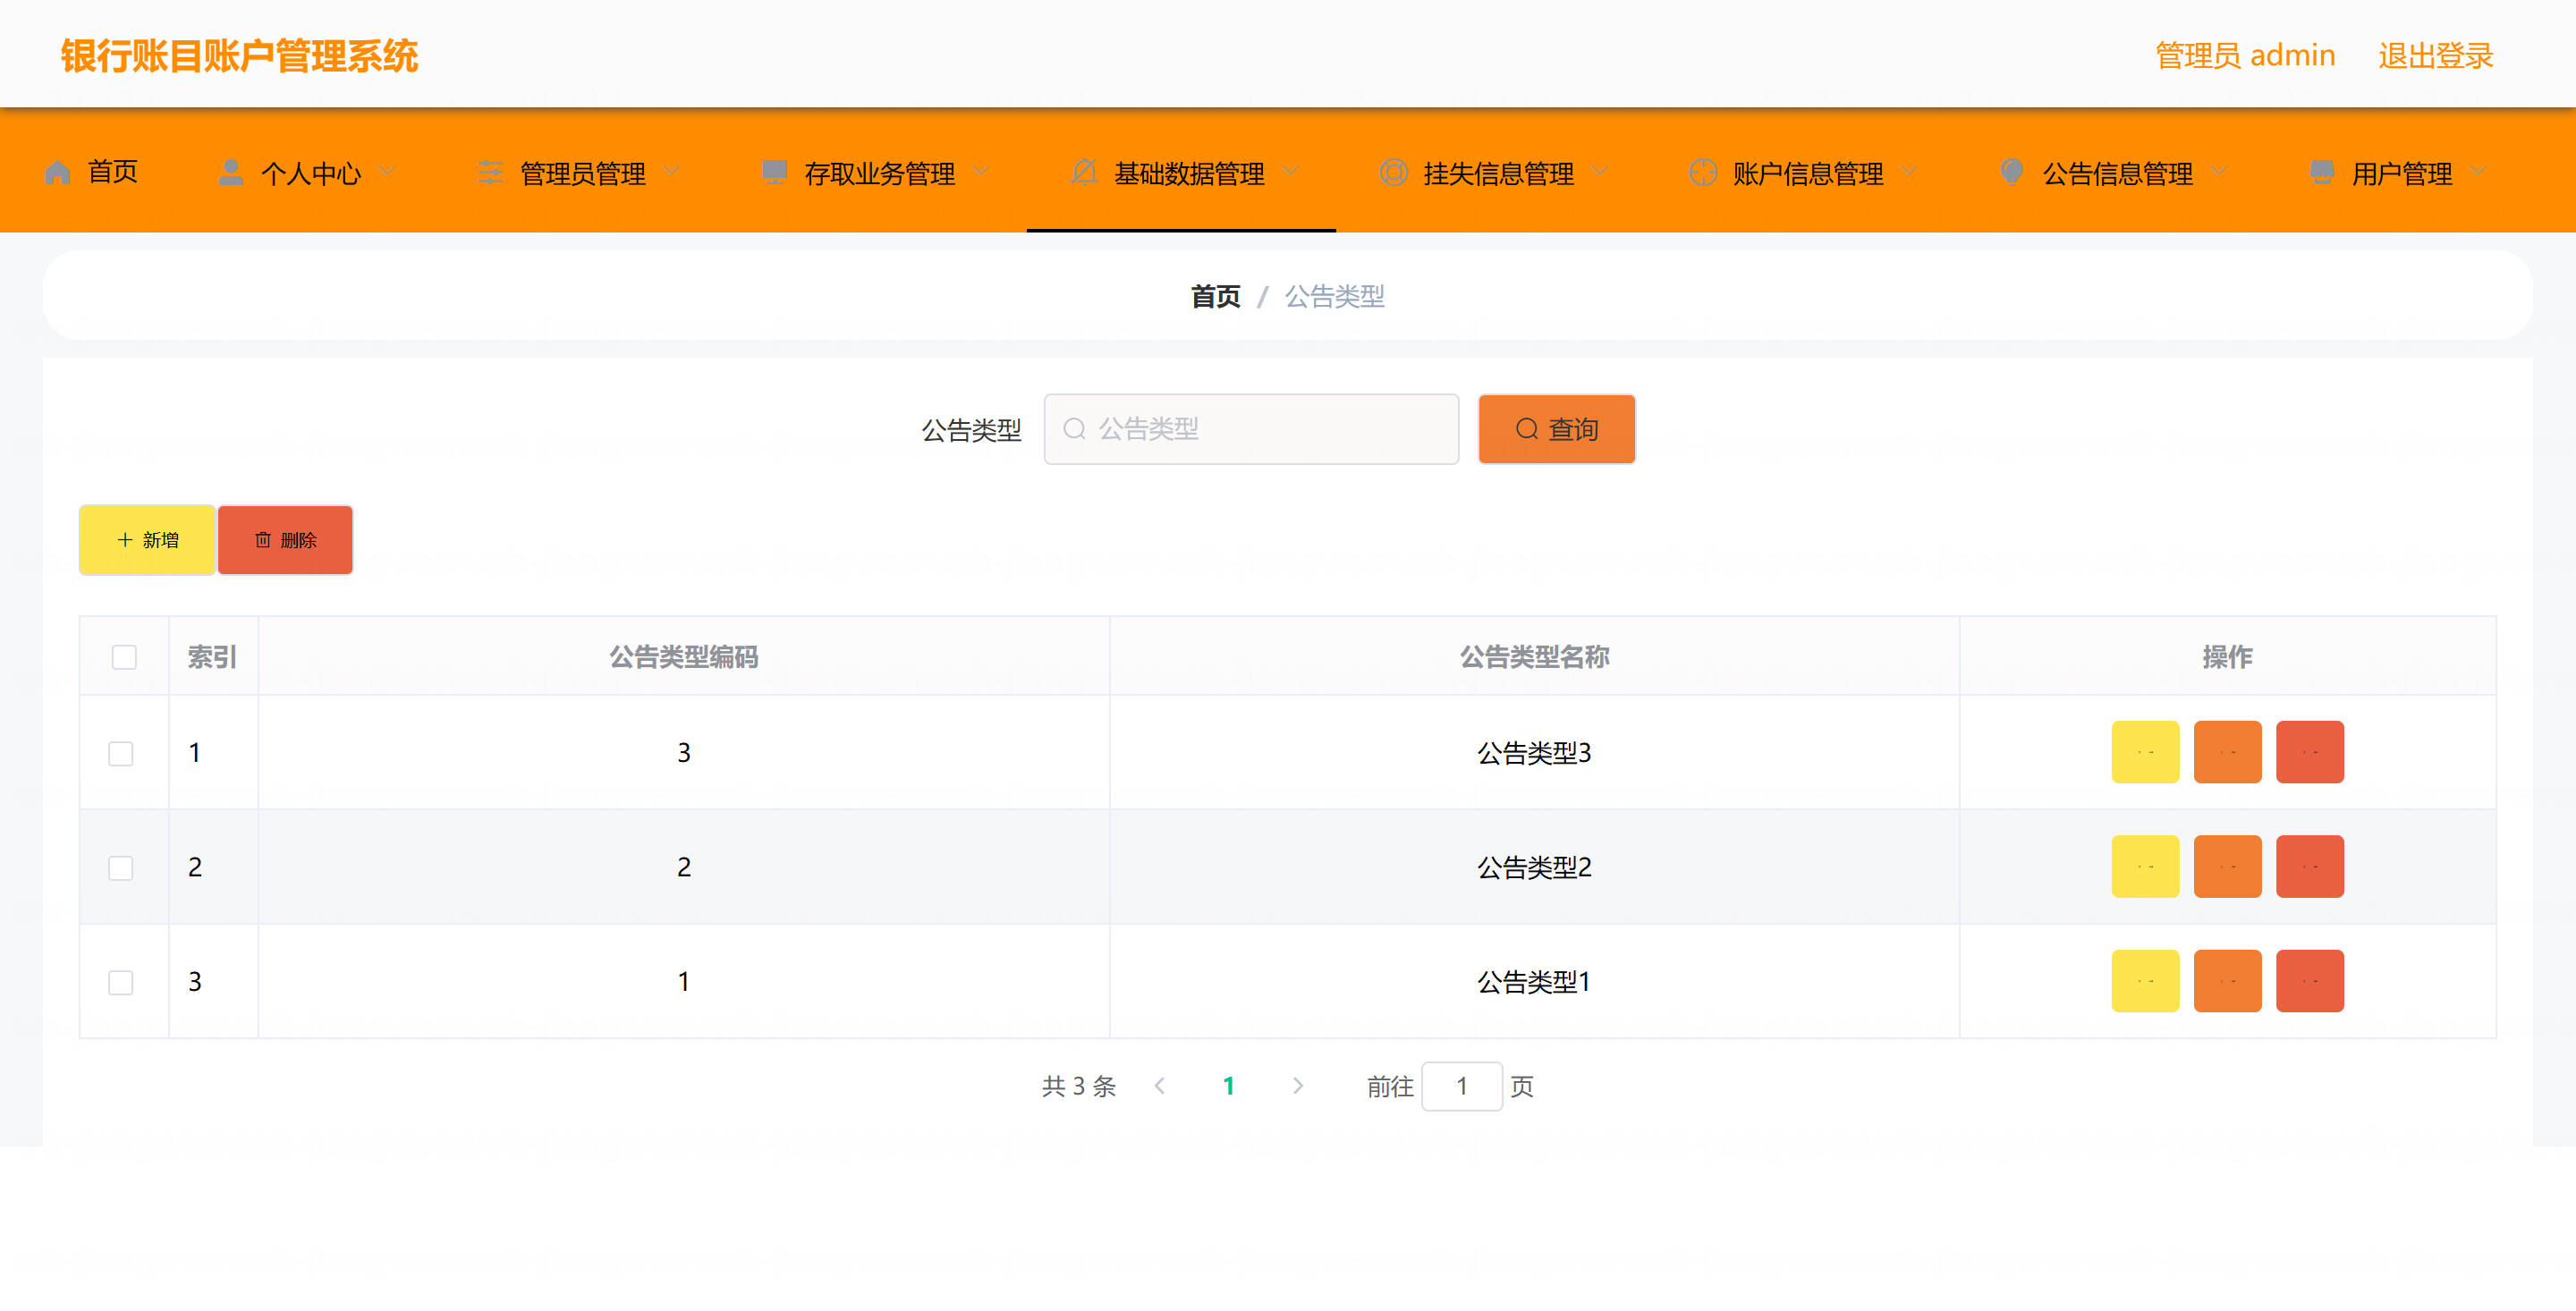 银行账目账户管理系统 管理员 admin 退出登录
首页 个人中心 管理员管理 存取业务管理 基础数据管理 挂失信息管理 账户信息管理 公告信息管理 用户管理
首页 / 公告类型
公告类型 公告类型 查询
新增 删除
索引 公告类型编码 公告类型名称 操作
1 3 公告类型3
2 2 公告类型2
3 1 公告类型1
共 3 条 1 前往 1 页